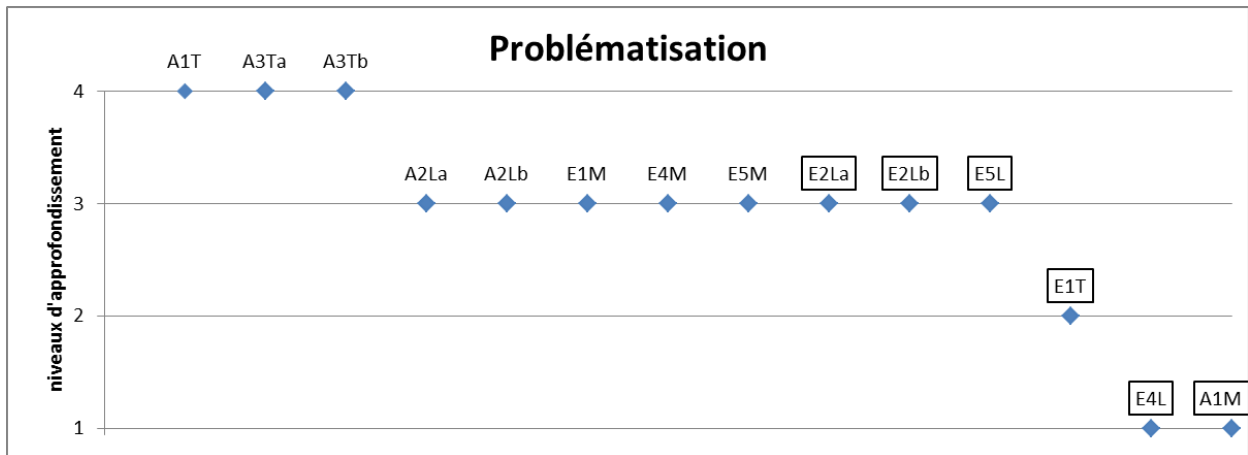 Problématisation
niveaux d'approfondissement
A1T A3Ta A3Tb
4
A2La A2Lb E1M E4M E5M E2La E2Lb E5L
3
E1T
2
E4L A1M
1